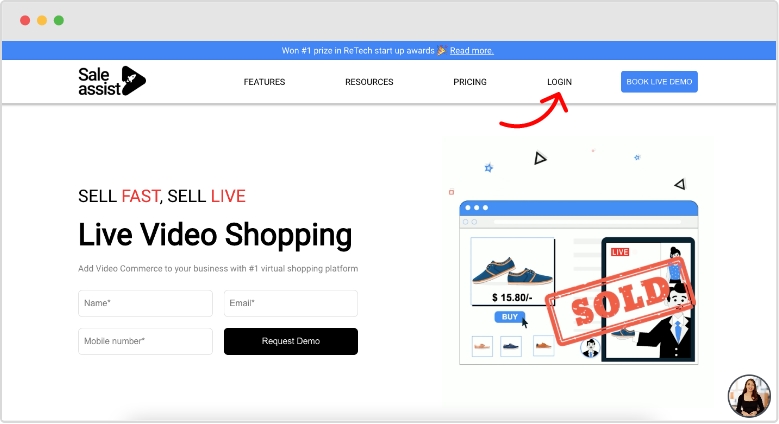 Won #1 prize in ReTech start up awards 🎉 Read more.
Sale
assist
FEATURES
RESOURCES
PRICING
LOGIN
BOOK LIVE DEMO
SELL FAST, SELL LIVE
Live Video Shopping
Add Video Commerce to your business with #1 virtual shopping platform
Name*
Email*
Mobile number*
Request Demo
LIVE
$ 15.80/-
SOLD
BUY